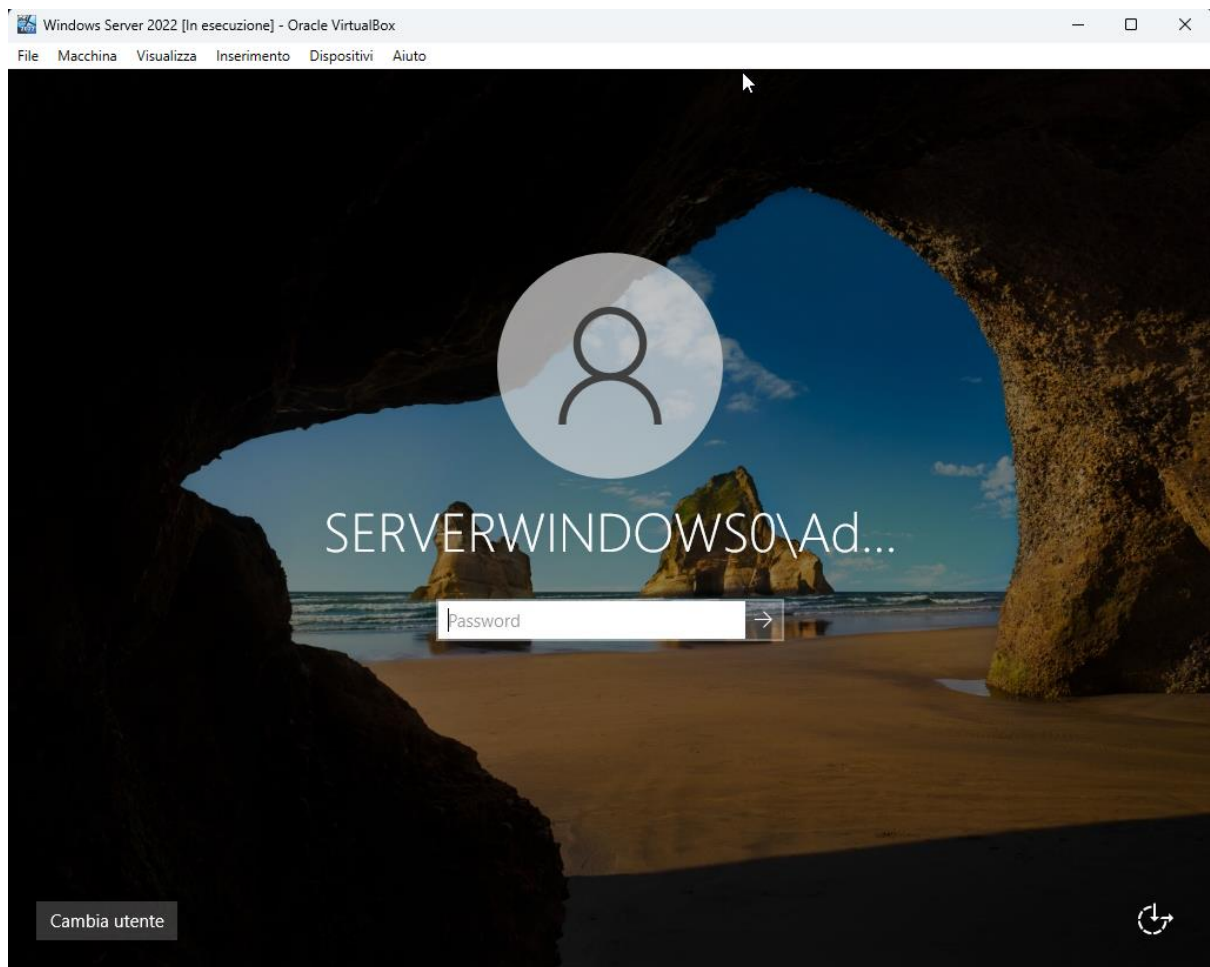 Windows Server 2022 [In esecuzione] - Oracle VirtualBox
File Macchina Visualizza Inserimento Dispositivi Aiuto
SERVERWINDOWS0\Ad...
Password
Cambia utente